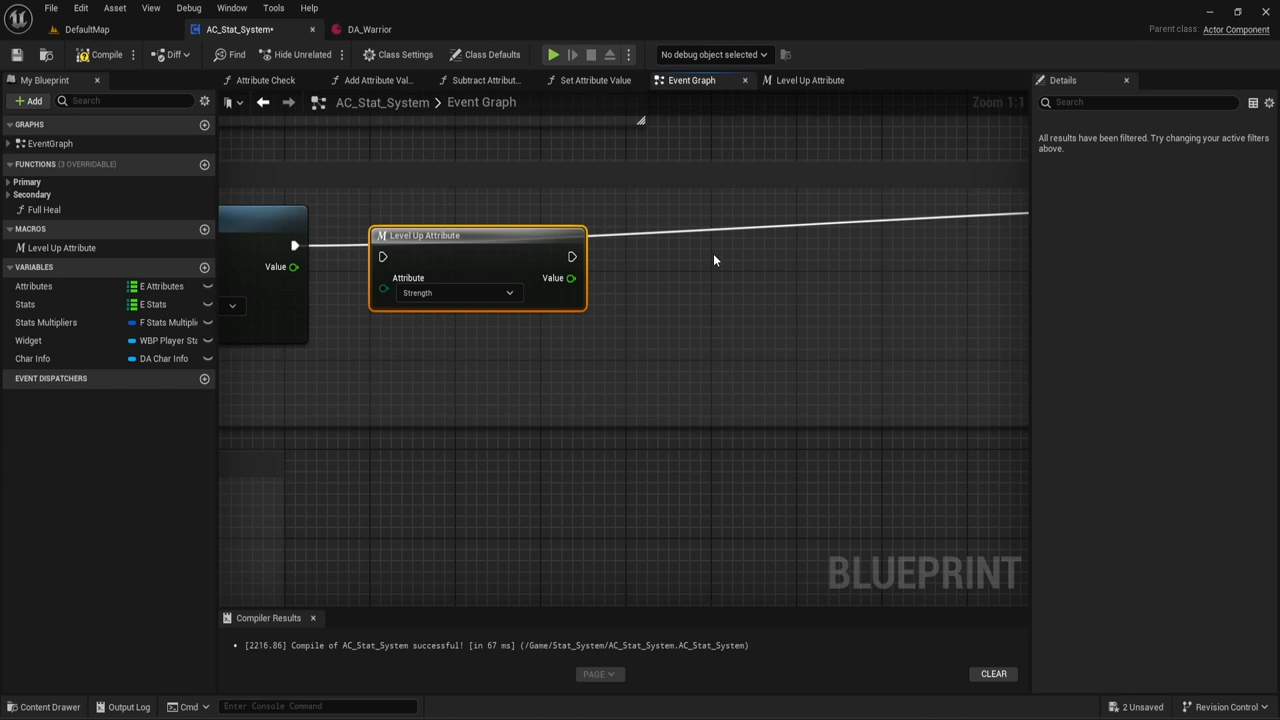 File Edit Asset View Debug Window Tools Help
DefaultMap AC_Stat_System• DA_Warrior Parent class: Actor Component
Compile Diff Find Hide Unrelated Class Settings Class Defaults No debug object selected
My Blueprint Attribute Check Add Attribute Val... Subtract Attribut... Set Attribute Value Event Graph Level Up Attribute Details
Add Search AC_Stat_System > Event Graph Zoom 1:1 Search
GRAPHS
EventGraph
All results have been filtered. Try changing your active filters
above.
FUNCTIONS (3 OVERRIDABLE)
Primary
Secondary
Full Heal
MACROS
Level Up Attribute
VARIABLES
Attributes E Attributes
Stats E Stats
Stats Multipliers F Stats Multipli
Widget WBP Player Sta
Char Info DA Char Info
EVENT DISPATCHERS
Value
Level Up Attribute
Attribute Value
Strength
BLUEPRINT
Compiler Results
• [2216.86] Compile of AC_Stat_System successful! [in 67 ms] (/Game/Stat_System/AC_Stat_System.AC_Stat_System)
PAGE CLEAR
Content Drawer Output Log Cmd Enter Console Command 2 Unsaved Revision Control